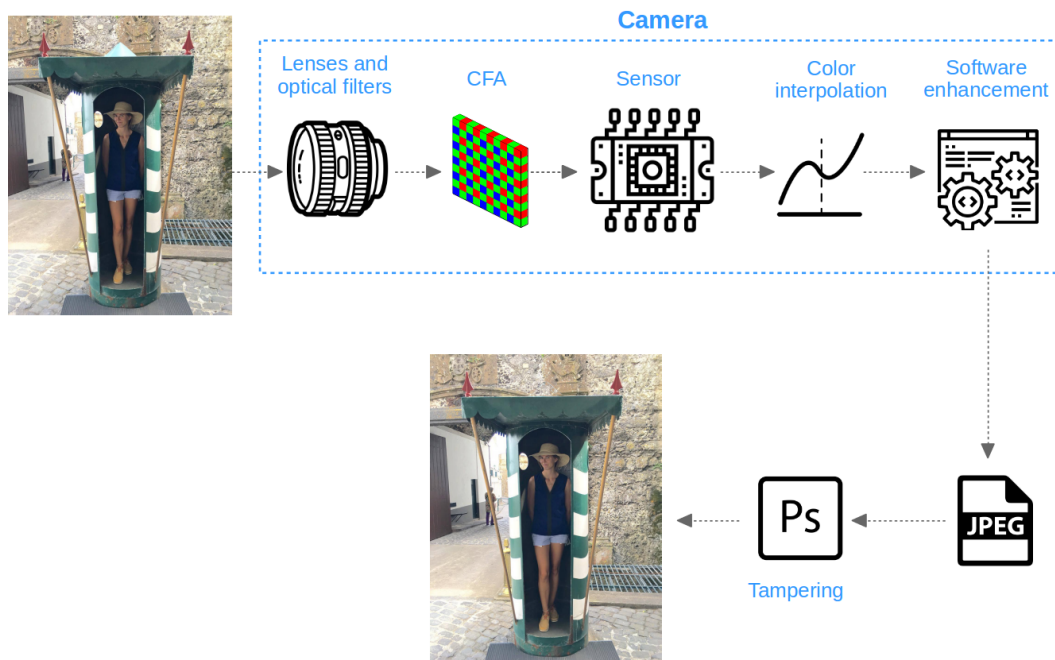 Camera
Lenses and
optical filters
CFA
Sensor
Color
interpolation
Software
enhancement
JPEG
Ps
Tampering